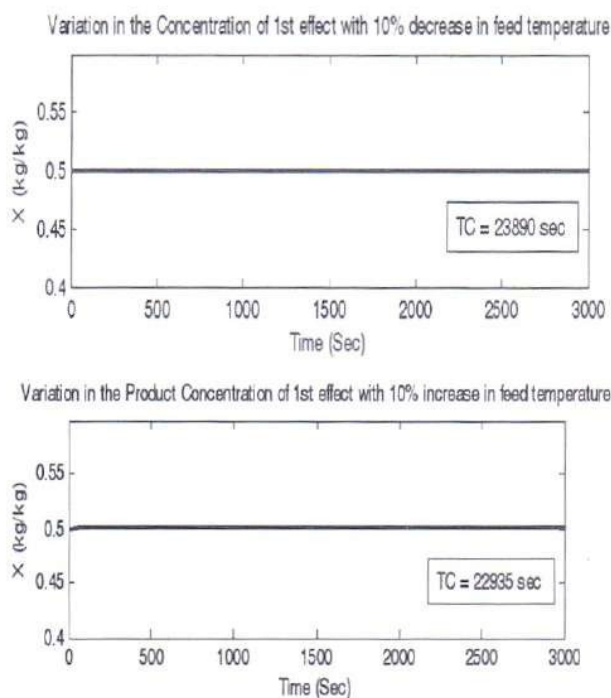 Variation in the Concentration of 1st effect with 10% decrease in feed temperature
X (kg/kg)
0.55
0.5
0.45
0.4
TC = 23890 sec
0 500 1000 1500 2000 2500 3000
Time (Sec)
Variation in the Product Concentration of 1st effect with 10% increase in feed temperature
X (kg/kg)
0.55
0.5
0.45
0.4
TC = 22935 sec
0 500 1000 1500 2000 2500 3000
Time (Sec)